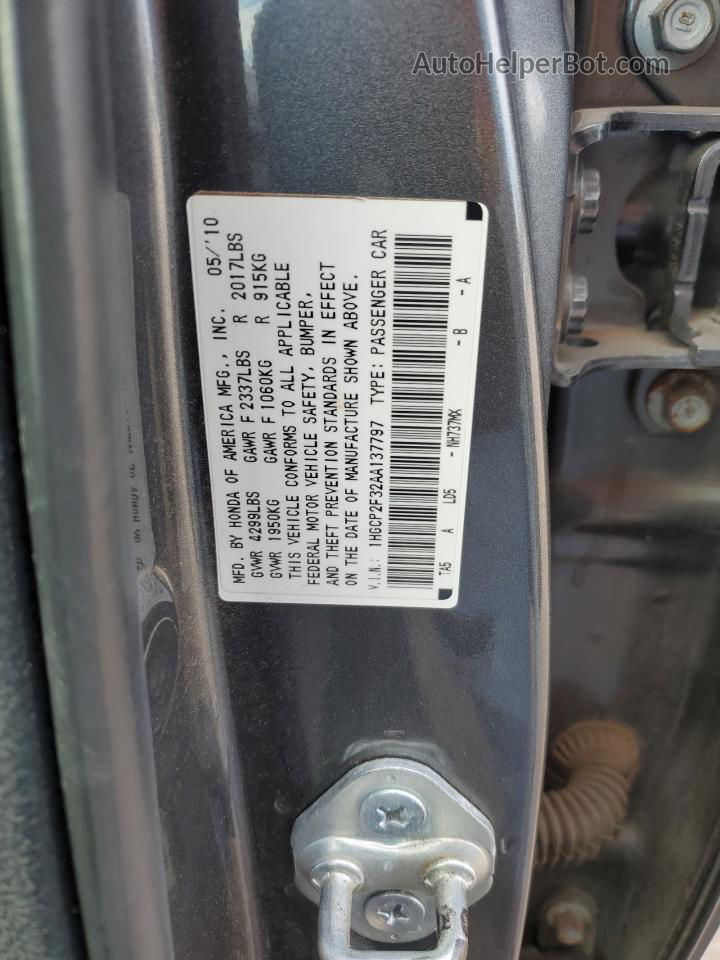 AutoHelperBot.com
MFD. BY HONDA OF AMERICA MFG., INC. 05/'10
GVWR 4299LBS GAWR F 2337LBS R 2017LBS
GVWR 1950KG GAWR F 1060KG R 915KG
THIS VEHICLE CONFORMS TO ALL APPLICABLE
FEDERAL MOTOR VEHICLE SAFETY, BUMPER,
AND THEFT PREVENTION STANDARDS IN EFFECT
ON THE DATE OF MANUFACTURE SHOWN ABOVE.
V.I.N.: 1HGCP2F32AA137797 TYPE: PASSENGER CAR
TA5 A LD5 - NH737MX - B - A